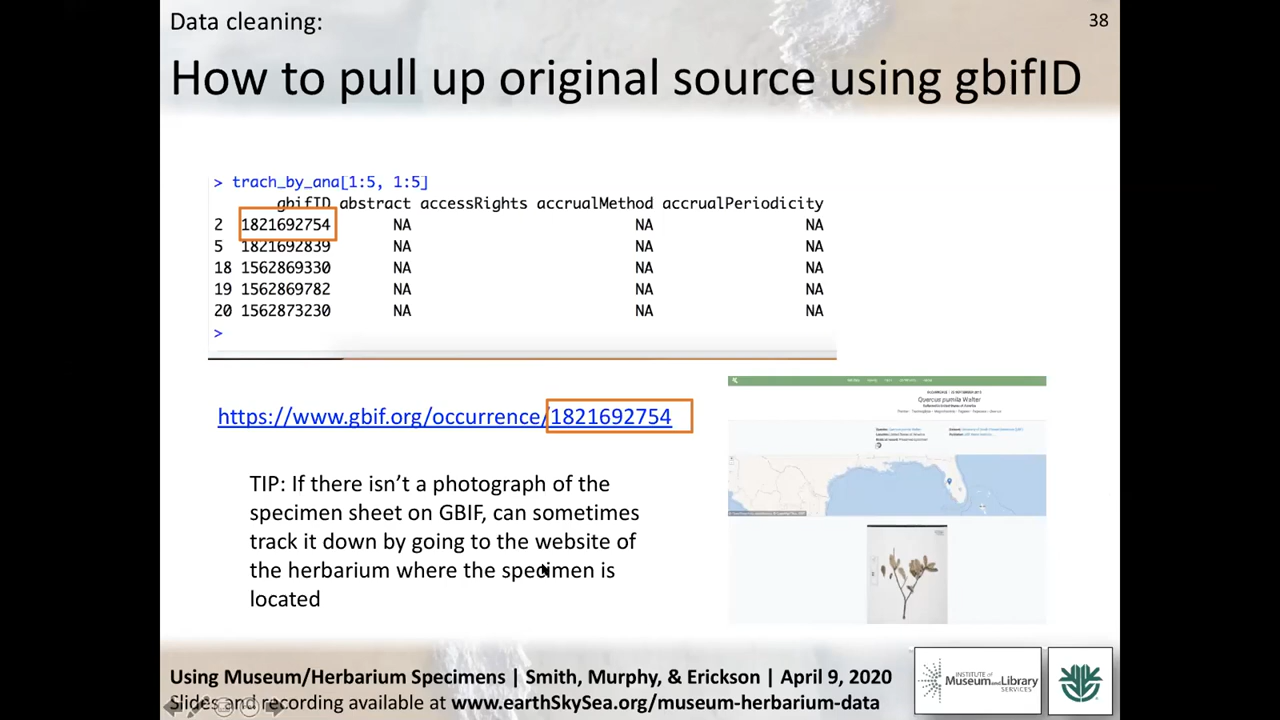 Data cleaning:
38
How to pull up original source using gbifID
> trach_by_ana[1:5, 1:5]
gbifID abstract accessRights accrualMethod accrualPeriodicity
2 1821692754 NA NA NA
5 1821692839 NA NA NA
18 1562869330 NA NA NA
19 1562869782 NA NA NA
20 1562873230 NA NA NA
>
https://www.gbif.org/occurrence/1821692754
Quercus pumila Walter
TIP: If there isn't a photograph of the
specimen sheet on GBIF, can sometimes
track it down by going to the website of
the herbarium where the specimen is
located
Using Museum/Herbarium Specimens | Smith, Murphy, & Erickson | April 9, 2020
Slides and recording available at www.earthSkySea.org/museum-herbarium-data
INSTITUTE of
Museum and Library
SERVICES